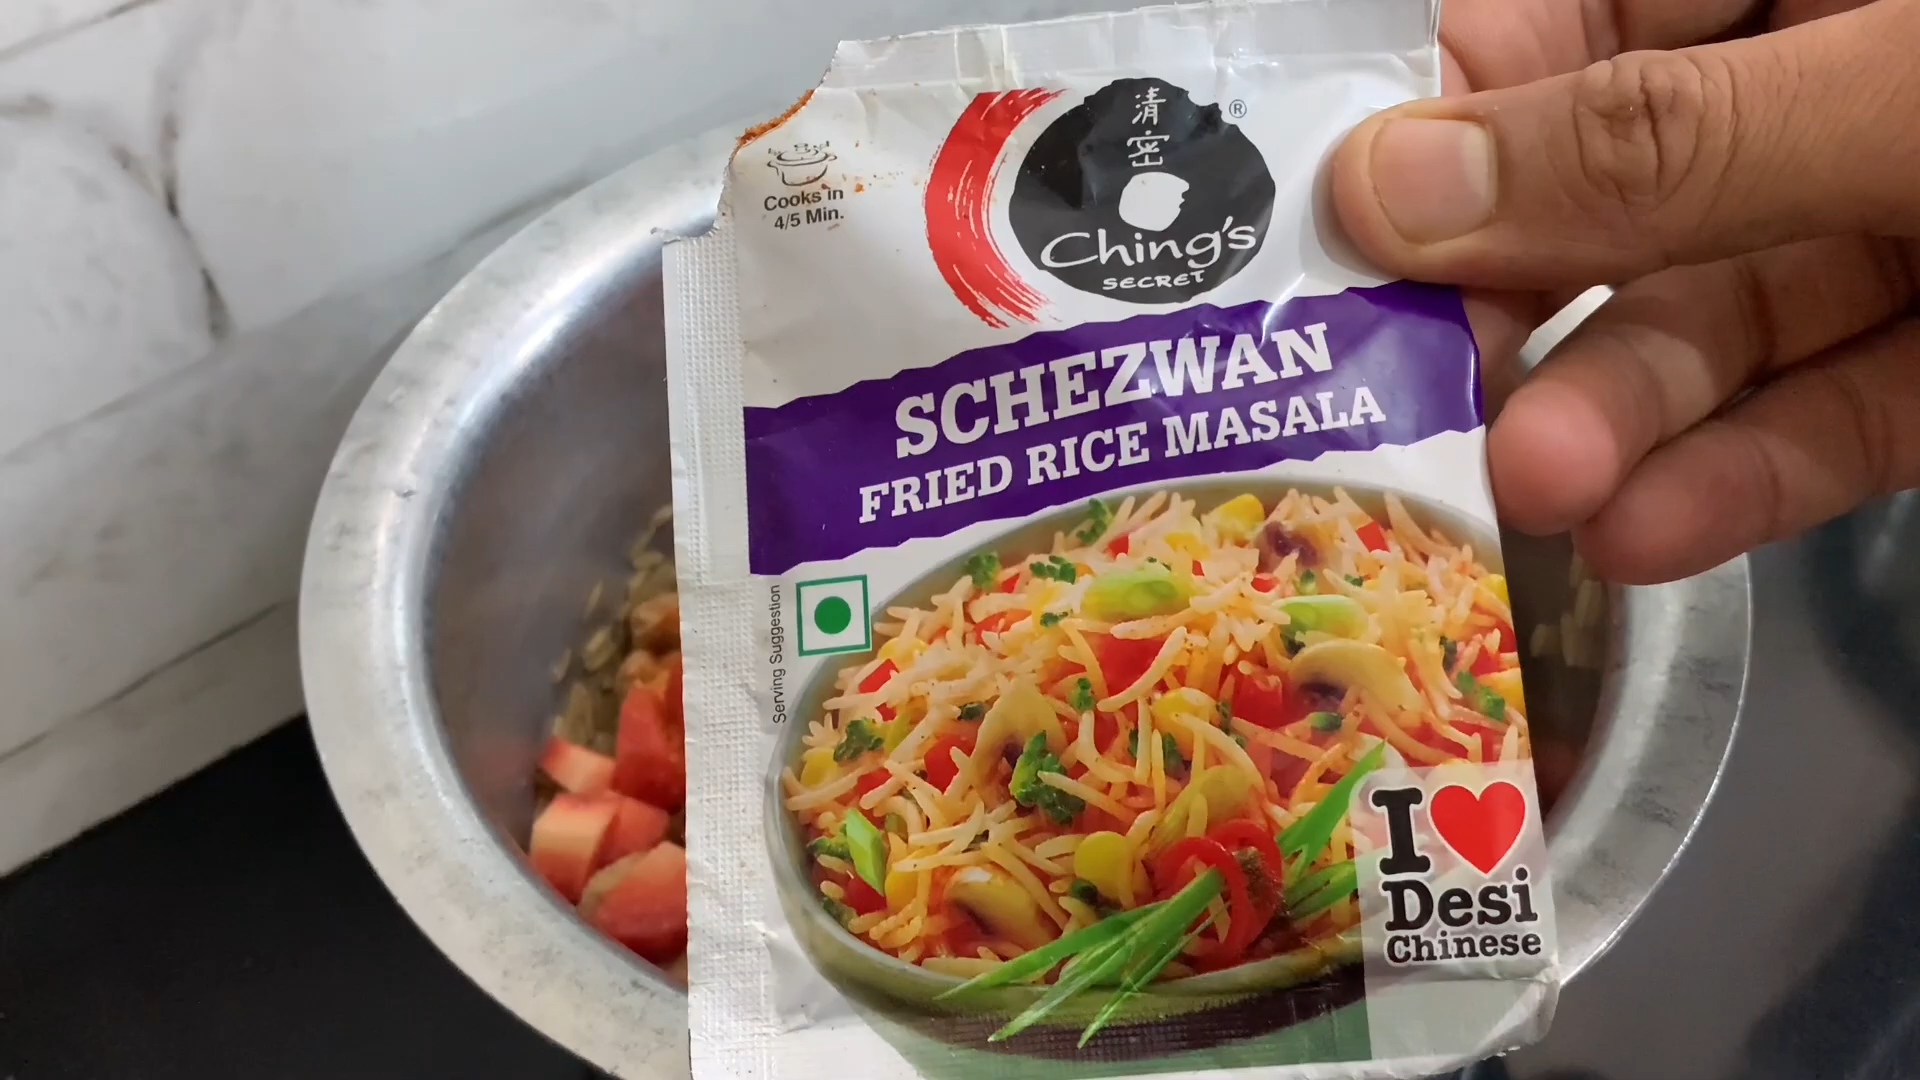 清
密
®
Ching's
SECRET
Cooks in
4/5 Min.
SCHEZWAN
FRIED RICE MASALA
Serving Suggestion
I
Desi
Chinese